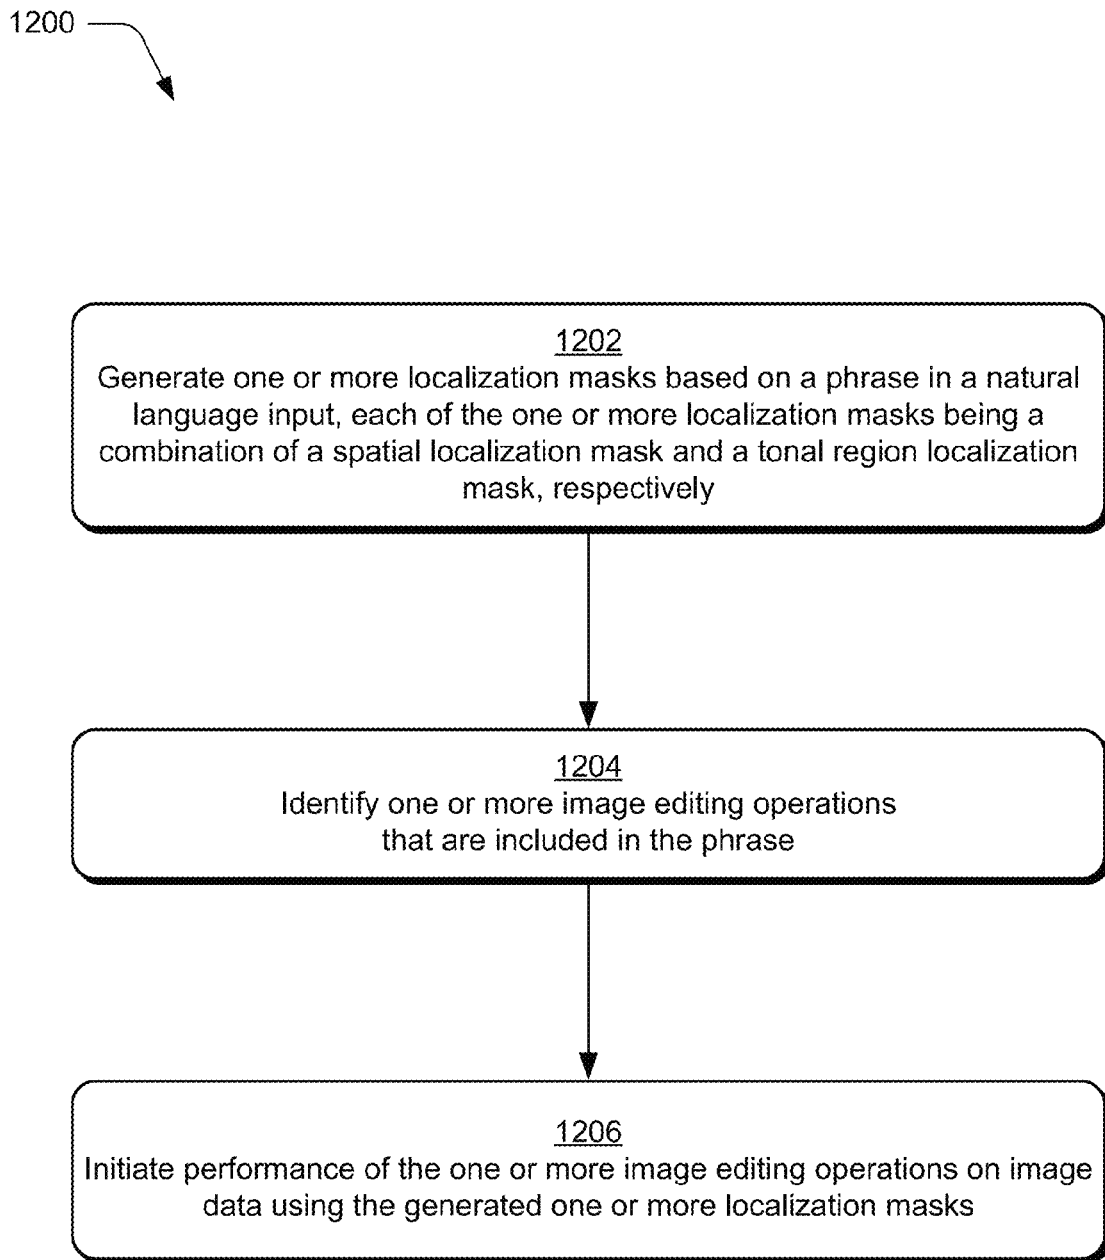 1200
1202
Generate one or more localization masks based on a phrase in a natural
language input, each of the one or more localization masks being a
combination of a spatial localization mask and a tonal region localization
mask, respectively
1204
Identify one or more image editing operations
that are included in the phrase
1206
Initiate performance of the one or more image editing operations on image
data using the generated one or more localization masks